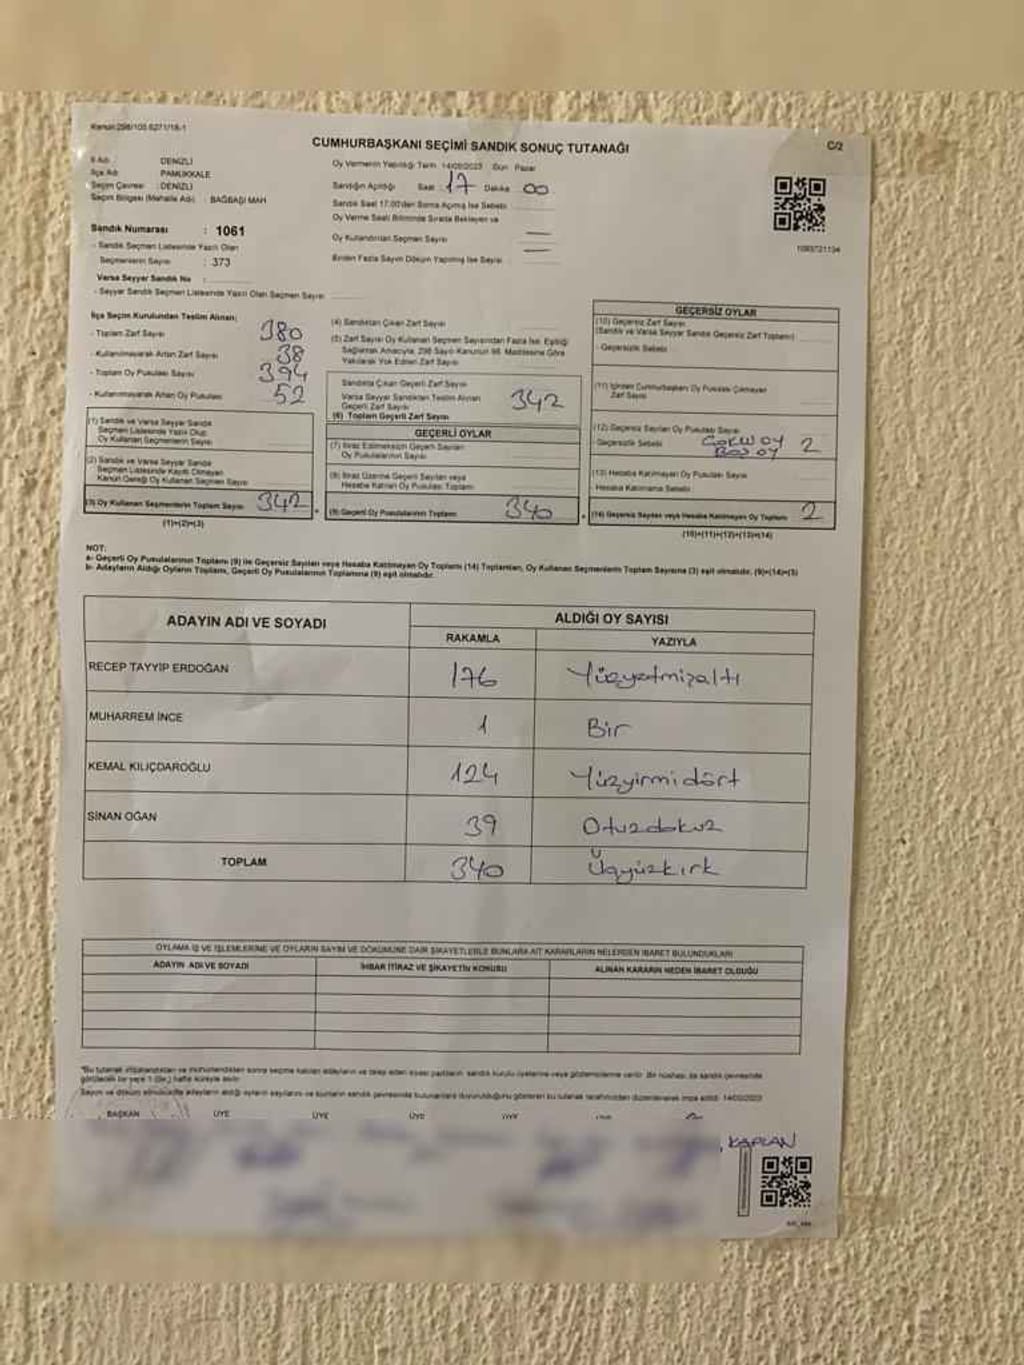 Kanun:298/105 6271/18-1
CUMHURBAŞKANI SEÇİMİ SANDIK SONUÇ TUTANAĞI
C/2
İl Adı : DENİZLİ
İlçe Adı : PAMUKKALE
Seçim Çevresi : DENİZLİ
Seçim Bölgesi (Mahalle Adı) : BAĞBAŞI MAH
Sandık Numarası : 1061
- Sandık Seçmen Listesinde Yazılı Olan
Seçmenlerin Sayısı : 373
Varsa Seyyar Sandık No :
- Seyyar Sandık Seçmen Listesinde Yazılı Olan Seçmen Sayısı
Oy Vermenin Yapıldığı Tarih 14/05/2023 Gün Pazar
Sandığın Açıldığı Saat 17 Dakika 00
Sandık Saat 17.00'den Sonra Açılmış İse Sebebi
Oy Verme Saati Bitiminde Sırada Bekleyen ve
Oy Kullandırılan Seçmen Sayısı —
Birden Fazla Sayım Döküm Yapılmış İse Sayısı —
1060721134
İlçe Seçim Kurulundan Teslim Alınan;
- Toplam Zarf Sayısı 380
- Kullanılmayarak Artan Zarf Sayısı 38
- Toplam Oy Pusulası Sayısı 394
- Kullanılmayarak Artan Oy Pusulası 52
(1) Sandık ve Varsa Seyyar Sandık
Seçmen Listesinde Yazılı Olup
Oy Kullanan Seçmenlerin Sayısı
(2) Sandık ve Varsa Seyyar Sandık
Seçmen Listesinde Kayıtlı Olmayan
Kanun Gereği Oy Kullanan Seçmen Sayısı
(3) Oy Kullanan Seçmenlerin Toplam Sayısı 342
(1)+(2)=(3)
(4) Sandıktan Çıkan Zarf Sayısı
(5) Zarf Sayısı Oy Kullanan Seçmen Sayısından Fazla İse, Eşitliği
Sağlamak Amacıyla, 298 Sayılı Kanunun 98. Maddesine Göre
Yakılarak Yok Edilen Zarf Sayısı
Sandıkta Çıkan Geçerli Zarf Sayısı
Varsa Seyyar Sandıktan Teslim Alınan
Geçerli Zarf Sayısı
(6) Toplam Geçerli Zarf Sayısı 342
GEÇERLİ OYLAR
(7) İtiraz Edilmeksizin Geçerli Sayılan
Oy Pusulalarının Sayısı
(8) İtiraz Üzerine Geçerli Sayılan veya
Hesaba Katılan Oy Pusulası Toplamı
(9) Geçerli Oy Pusulalarının Toplamı 340
GEÇERSİZ OYLAR
(10) Geçersiz Zarf Sayısı
(Sandık ve Varsa Seyyar Sandık Geçersiz Zarf Toplamı)
- Geçersizlik Sebebi
(11) İçinden Cumhurbaşkanı Oy Pusulası Çıkmayan
Zarf Sayısı
(12) Geçersiz Sayılan Oy Pusulası Sayısı
- Geçersizlik Sebebi OY BOŞ OY 2
(13) Hesaba Katılmayan Oy Pusulası Sayısı
Hesaba Katılmama Sebebi
(14) Geçersiz Sayılan veya Hesaba Katılmayan Oy Toplamı 2
(10)+(11)+(12)+(13)=(14)
NOT:
a- Geçerli Oy Pusulalarının Toplamı (9) ile Geçersiz Sayılan veya Hesaba Katılmayan Oy Toplamı (14) Toplamları, Oy Kullanan Seçmenlerin Toplam Sayısına (3) eşit olmalıdır. (9)+(14)=(3)
b- Adayların Aldığı Oyların Toplamı, Geçerli Oy Pusulalarının Toplamına (9) eşit olmalıdır.
ADAYIN ADI VE SOYADI
ALDIĞI OY SAYISI
RAKAMLA YAZIYLA
RECEP TAYYİP ERDOĞAN 176 Yüzyetmişaltı
MUHARREM İNCE 1 Bir
KEMAL KILIÇDAROĞLU 124 Yüzyirmidört
SİNAN OĞAN 39 Otuzdokuz
TOPLAM 340 Üçyüzkırk
OYLAMA İŞ VE İŞLEMLERİNE VE OYLARIN SAYIM VE DÖKÜMÜNE DAİR ŞİKAYETLERLE BUNLARA AİT KARARLARIN NELERDEN İBARET BULUNDUKLARI
ADAYIN ADI VE SOYADI İHBAR İTİRAZ VE ŞİKAYETİN KONUSU ALINAN KARARIN NEDEN İBARET OLDUĞU
BAŞKAN ÜYE ÜYE ÜYE ÜYE
KAPLAN